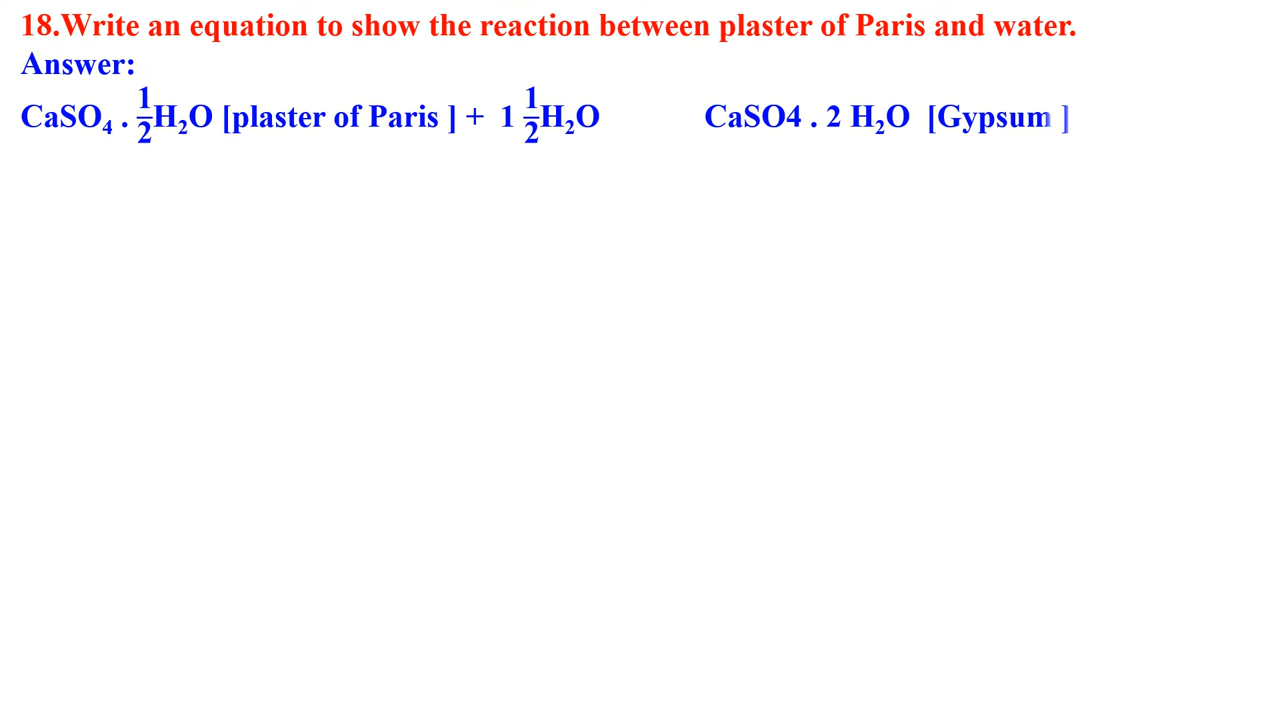 18.Write an equation to show the reaction between plaster of Paris and water.
Answer:
CaSO₄ . ½H₂O [plaster of Paris ] + 1 ½H₂O CaSO4 . 2 H₂O [Gypsum ]